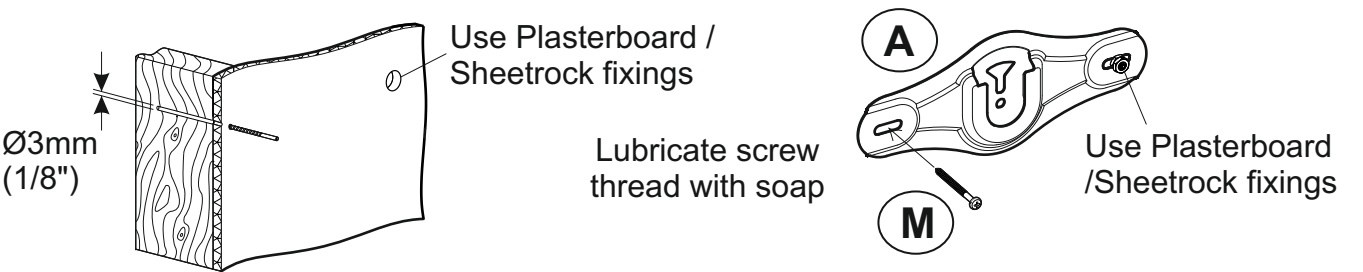 Use Plasterboard /
Sheetrock fixings
Ø3mm
(1/8")
Lubricate screw
thread with soap
A
M
Use Plasterboard
/Sheetrock fixings